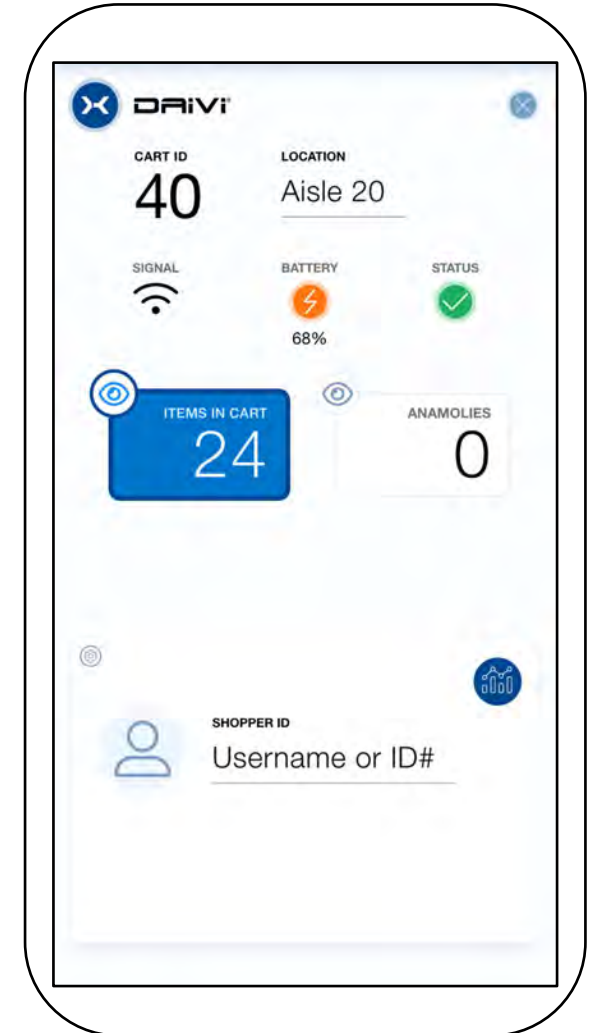 DAIVI
CART ID
LOCATION
40
Aisle 20
SIGNAL
BATTERY
STATUS
68%
ITEMS IN CART
24
ANAMOLIES
0
SHOPPER ID
Username or ID#